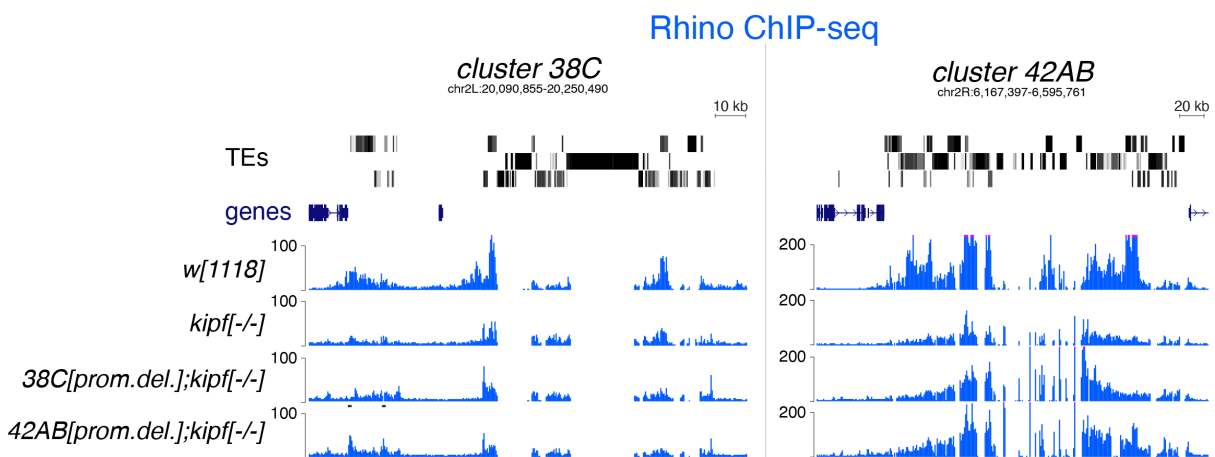 Rhino ChIP-seq
cluster 38C
chr2L:20,090,855-20,250,490
10 kb
cluster 42AB
chr2R:6,167,397-6,595,761
20 kb
TEs
genes
w[1118]
100
200
kipf[-/-]
100
200
38C[prom.del.];kipf[-/-]
100
200
42AB[prom.del.];kipf[-/-]
100
200